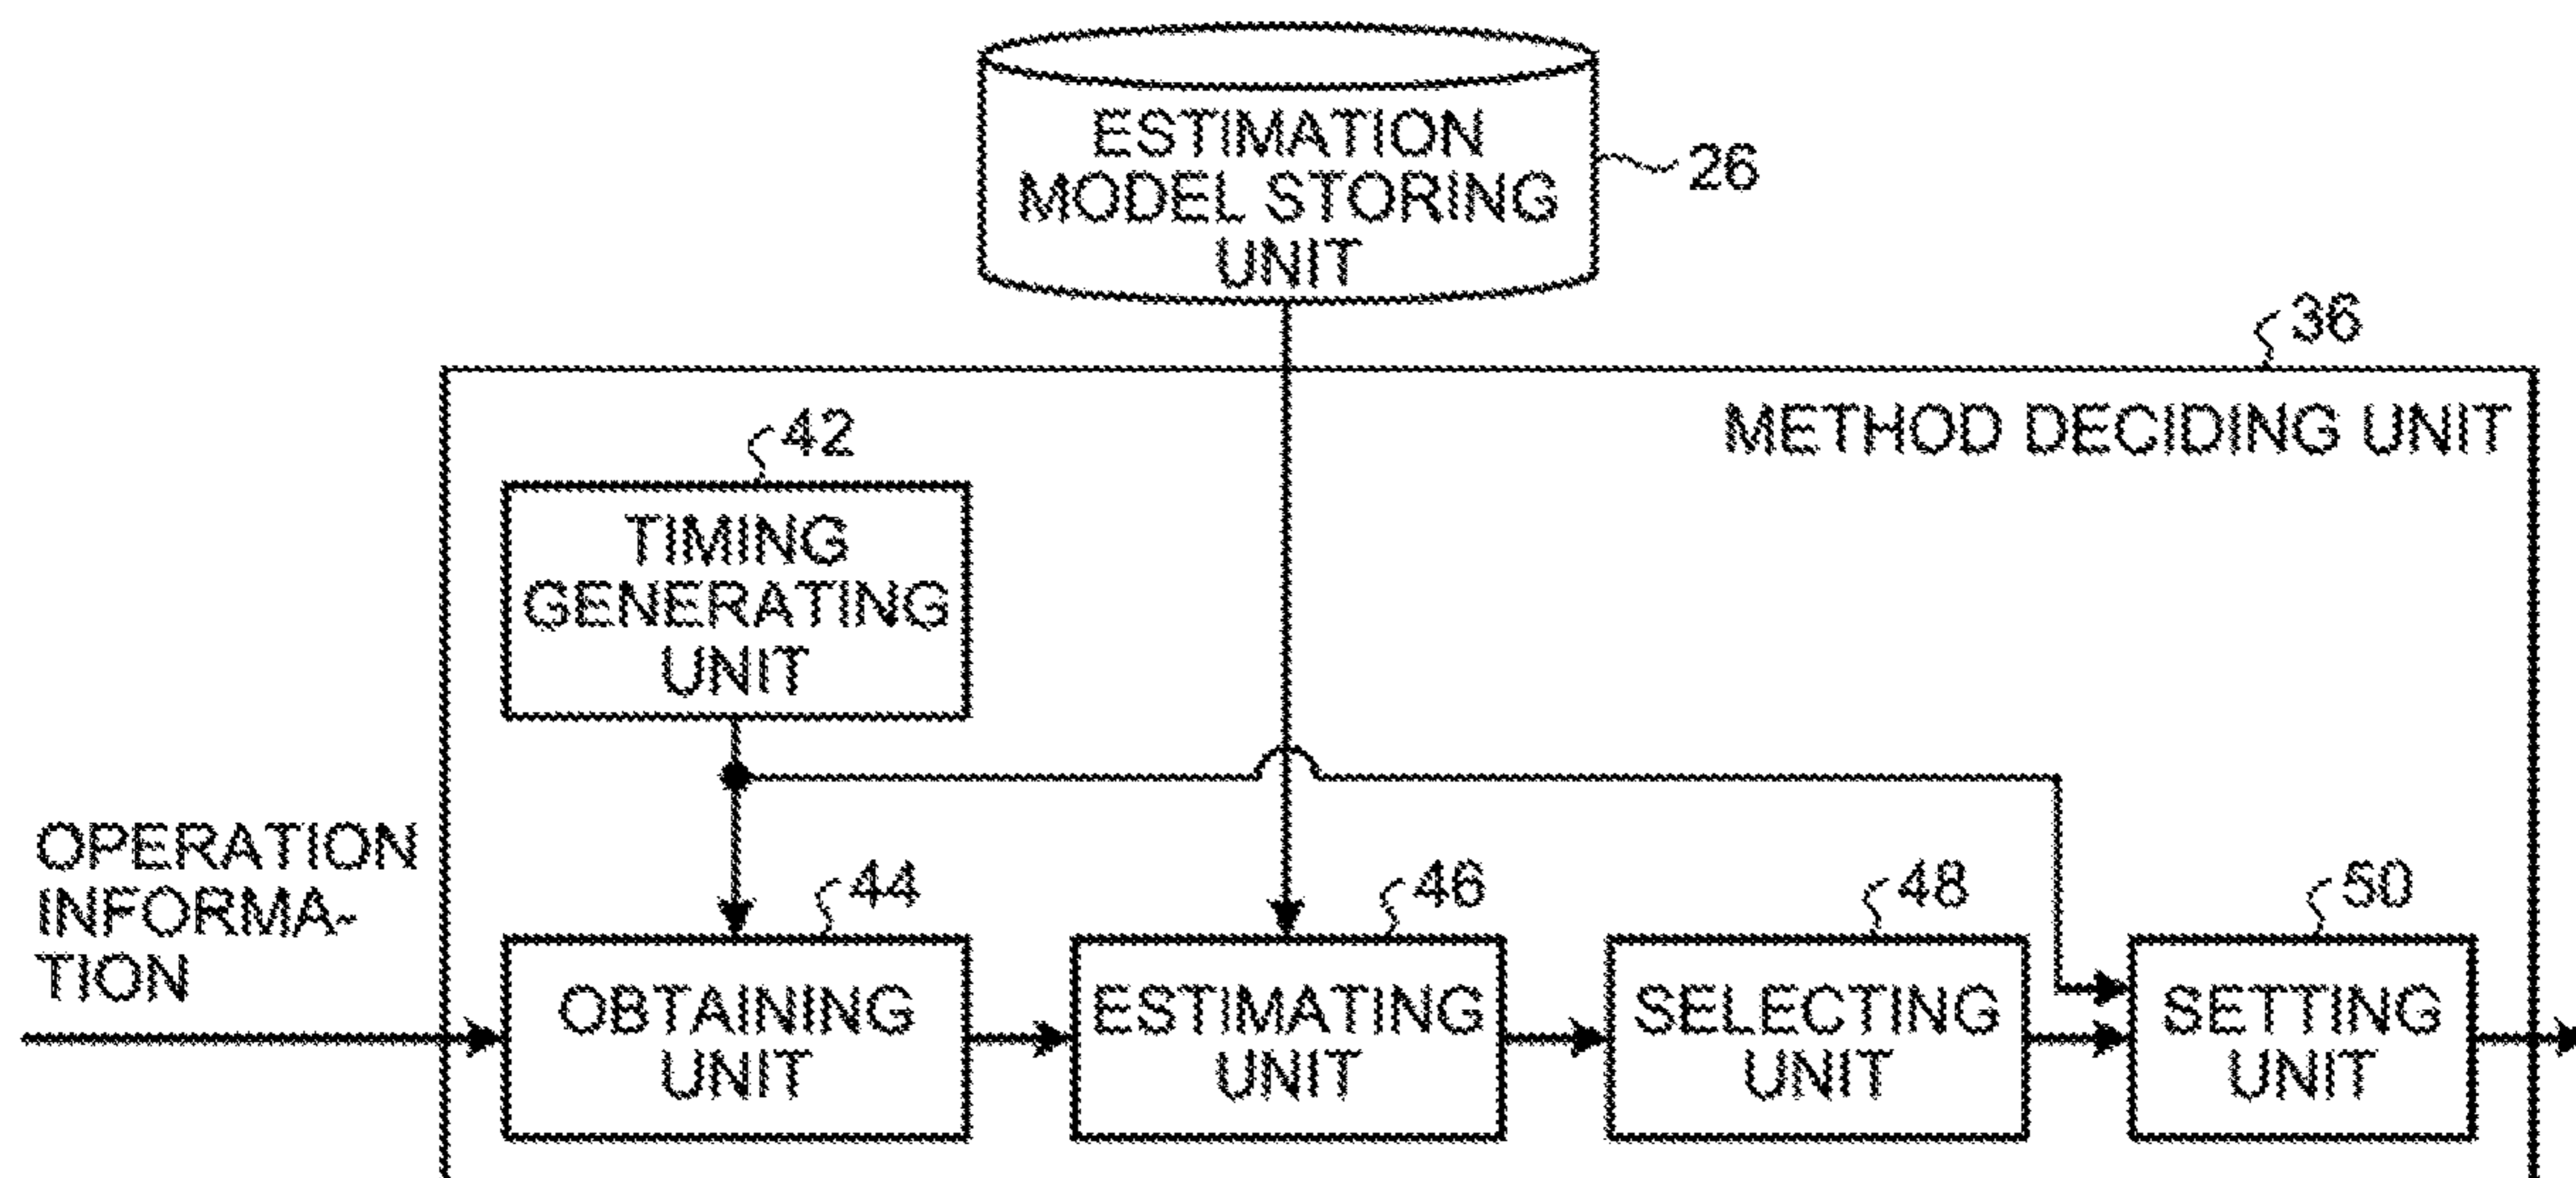 ESTIMATION
MODEL STORING
UNIT
26
36
METHOD DECIDING UNIT
42
TIMING
GENERATING
UNIT
OPERATION
INFORMA-
TION
44
OBTAINING
UNIT
46
ESTIMATING
UNIT
48
SELECTING
UNIT
50
SETTING
UNIT